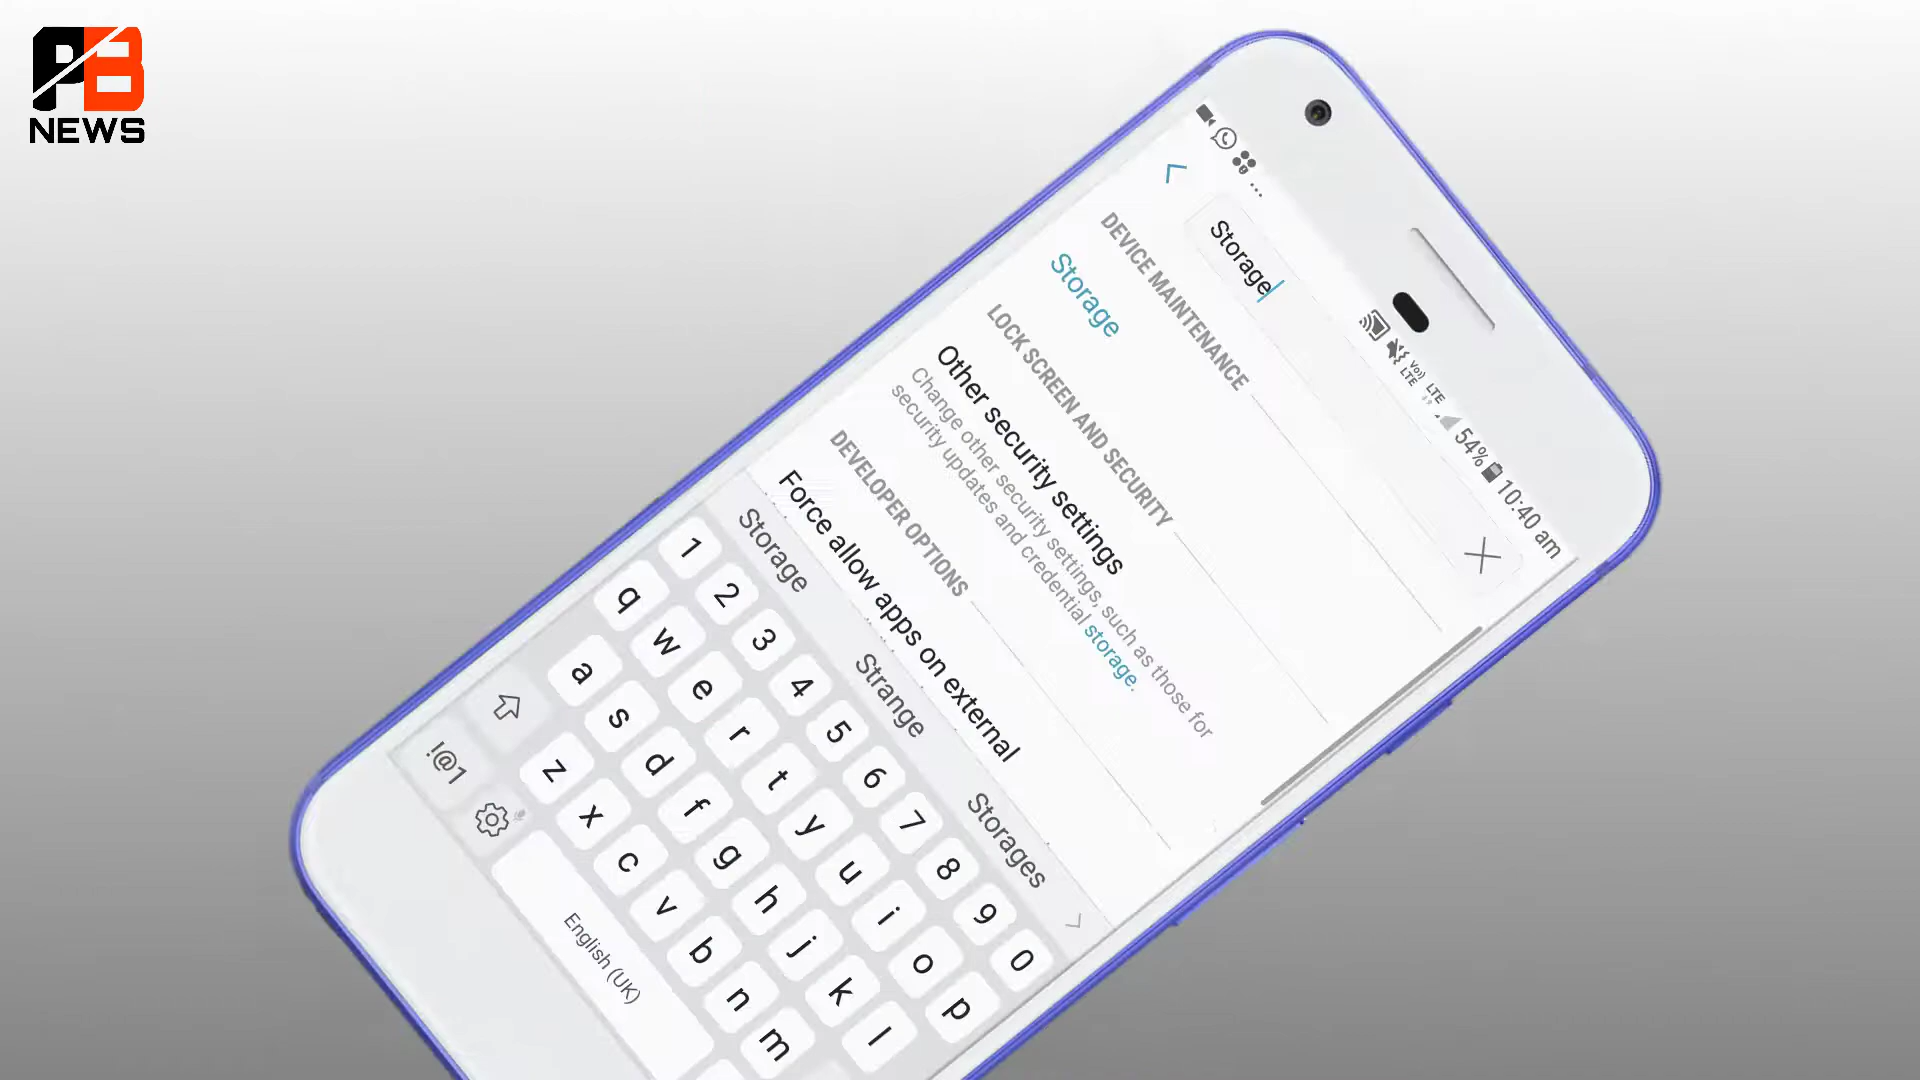 PB
NEWS
VoLTE LTE 54% 10:40 am
Storage
DEVICE MAINTENANCE
Storage
LOCK SCREEN AND SECURITY
Other security settings
Change other security settings, such as those for
security updates and credential storage.
DEVELOPER OPTIONS
Force allow apps on external
Storage Strange Storages
1 2 3 4 5 6 7 8 9 0
q w e r t y u i o p
a s d f g h j k l
z x c v b n m
!@1
English (UK)